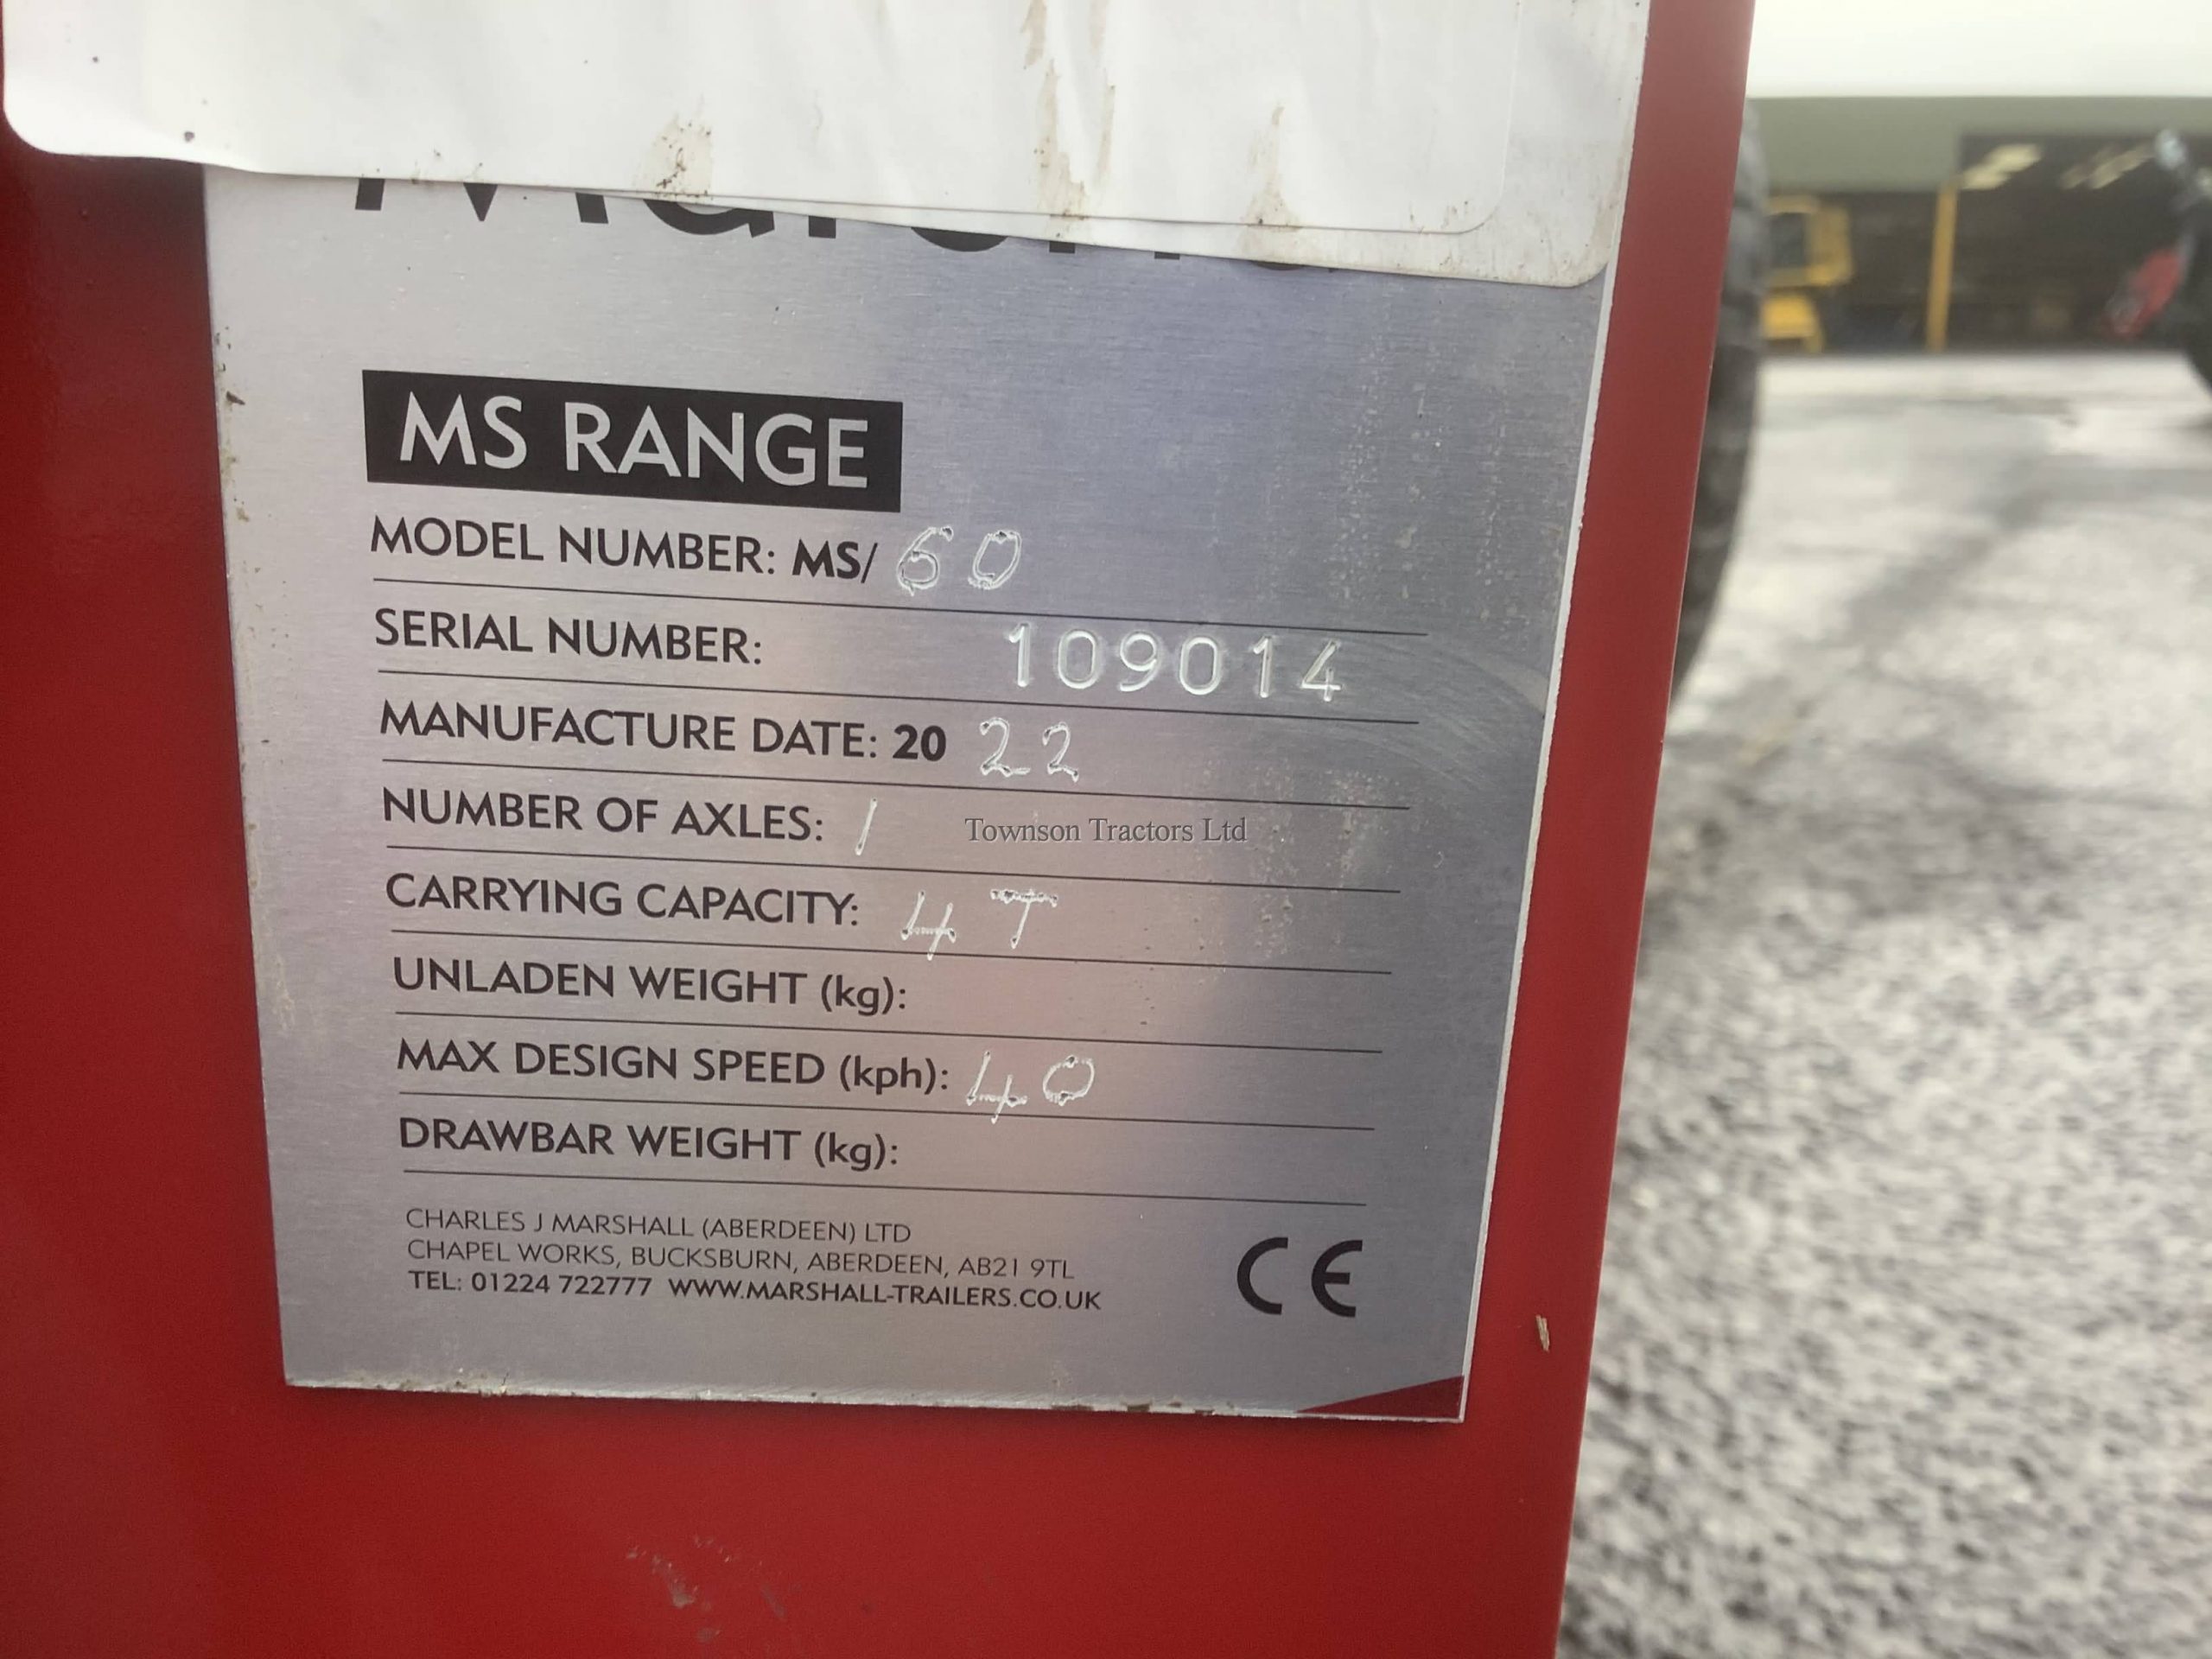 MS RANGE
MODEL NUMBER: MS/ 60
SERIAL NUMBER: 109014
MANUFACTURE DATE: 20 22
NUMBER OF AXLES: 1
Townson Tractors Ltd
CARRYING CAPACITY: 4T
UNLADEN WEIGHT (kg):
MAX DESIGN SPEED (kph): 40
DRAWBAR WEIGHT (kg):
CHARLES J MARSHALL (ABERDEEN) LTD
CHAPEL WORKS, BUCKSBURN, ABERDEEN, AB21 9TL
TEL: 01224 722777 WWW.MARSHALL-TRAILERS.CO.UK
CE